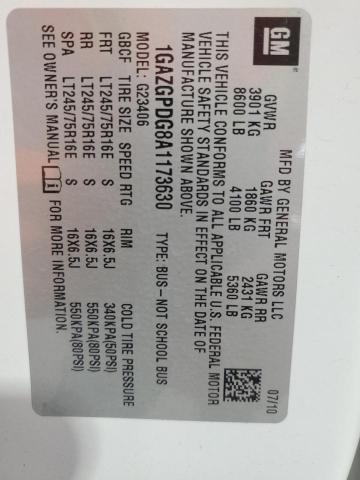 GM
MFD BY GENERAL MOTORS LLC 07/10
GVWR GAWR FRT GAWR RR
3901 KG 1860 KG 2431 KG
8600 LB 4100 LB 5360 LB
THIS VEHICLE CONFORMS TO ALL APPLICABLE U.S. FEDERAL MOTOR
VEHICLE SAFETY STANDARDS IN EFFECT ON THE DATE OF
MANUFACTURE SHOWN ABOVE.
1GAZGPDG8A1173630 TYPE: BUS-NOT SCHOOL BUS
MODEL: G23406
GBCF TIRE SIZE SPEED RTG RIM COLD TIRE PRESSURE
FRT LT245/75R16E S 16X6.5J 340KPA(50PSI)
RR LT245/75R16E S 16X6.5J 550KPA(80PSI)
SPA LT245/75R16E S 16X6.5J 550KPA(80PSI)
SEE OWNER'S MANUAL FOR MORE INFORMATION.